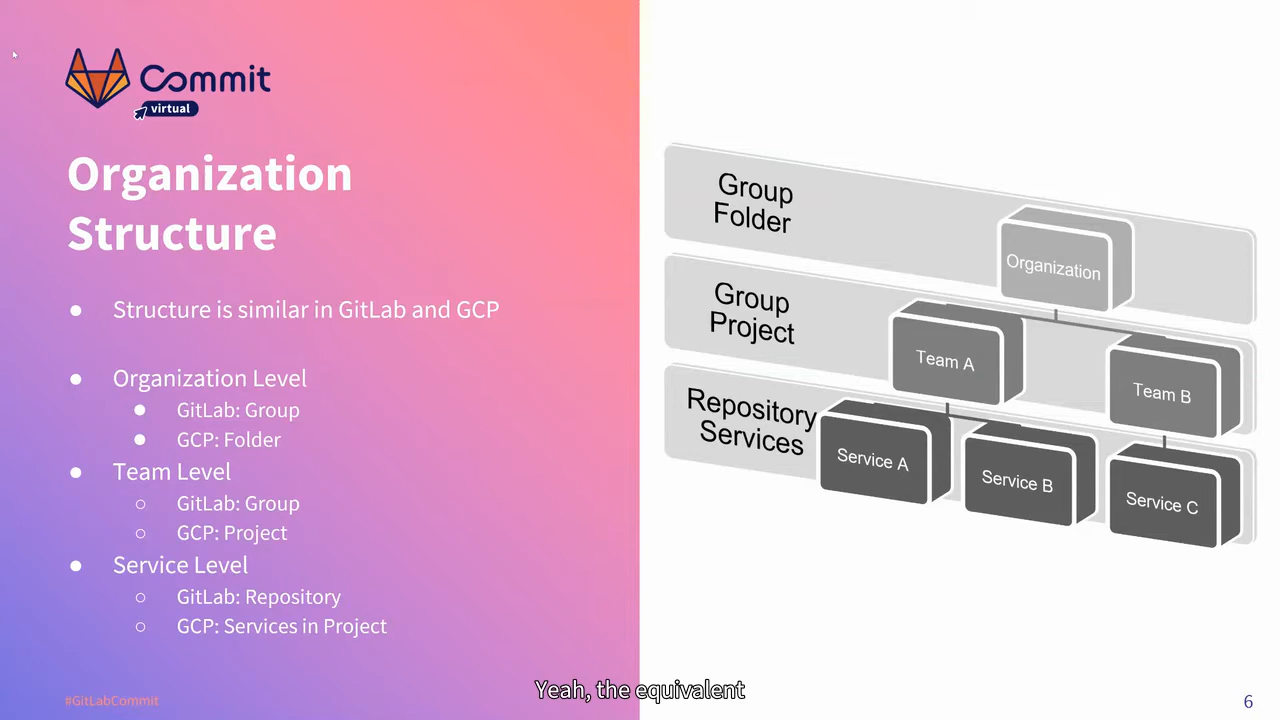 Commit
virtual
Organization
Structure
● Structure is similar in GitLab and GCP
● Organization Level
● GitLab: Group
● GCP: Folder
● Team Level
○ GitLab: Group
○ GCP: Project
● Service Level
○ GitLab: Repository
○ GCP: Services in Project
#GitLabCommit
Group
Folder
Organization
Group
Project
Team A
Team B
Repository
Services
Service A
Service B
Service C
Yeah, the equivalent
6